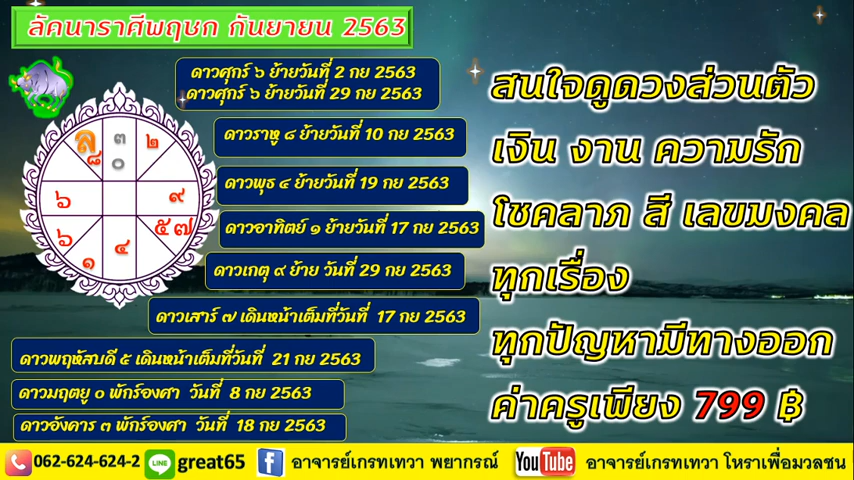 ลัคนาราศีพฤษก กันยายน 2563
ดาวศุกร์ ๖ ย้ายวันที่ 2 กย 2563
ดาวศุกร์ ๖ ย้ายวันที่ 29 กย 2563
ดาวราหู ๘ ย้ายวันที่ 10 กย 2563
ดาวพุธ ๔ ย้ายวันที่ 19 กย 2563
ดาวอาทิตย์ ๑ ย้ายวันที่ 17 กย 2563
ดาวเกตุ ๙ ย้าย วันที่ 29 กย 2563
ดาวเสาร์ ๗ เดินหน้าเต็มที่วันที่ 17 กย 2563
ดาวพฤหัสบดี ๕ เดินหน้าเต็มที่วันที่ 21 กย 2563
ดาวมฤตยู ๐ พักร์องศา วันที่ 8 กย 2563
ดาวอังคาร ๓ พักร์องศา วันที่ 18 กย 2563
ล ๓ ๒
๘ ๐
๖ ๙
๖ ๕ ๗
๑ ๔
สนใจดูดวงส่วนตัว
เงิน งาน ความรัก
โชคลาภ สี เลขมงคล
ทุกเรื่อง
ทุกปัญหามีทางออก
ค่าครูเพียง 799 ฿
062-624-624-2 LINE great65 f อาจารย์เกรทเทวา พยากรณ์ YouTube อาจารย์เกรทเทวา โหราเพื่อมวลชน